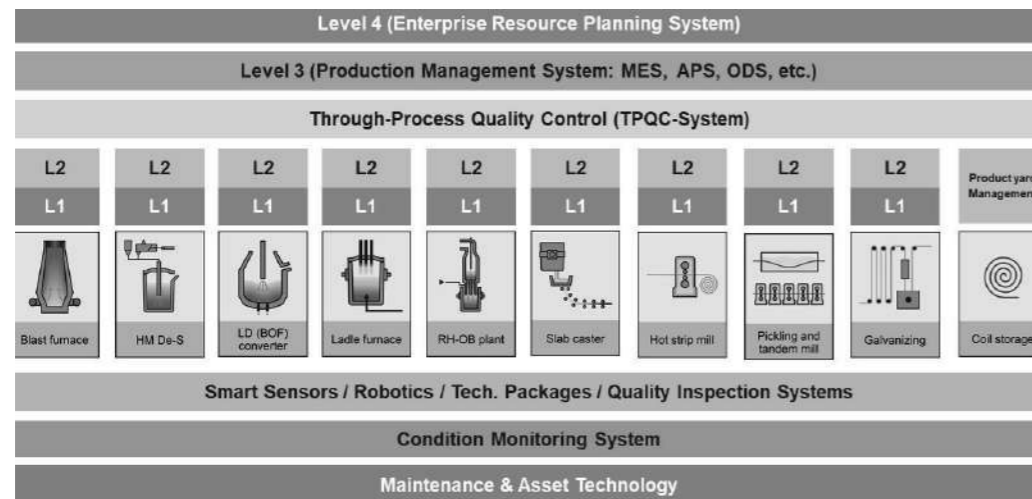 Level 4 (Enterprise Resource Planning System)
Level 3 (Production Management System: MES, APS, ODS, etc.)
Through-Process Quality Control (TPQC-System)
L2 L2 L2 L2 L2 L2 L2 L2 L2
Product yard
Management
L1 L1 L1 L1 L1 L1 L1 L1 L1
Blast furnace
HM De-S
LD (BOF)
converter
Ladle furnace
RH-OB plant
Slab caster
Hot strip mill
Pickling and
tandem mill
Galvanizing
Coil storage
Smart Sensors / Robotics / Tech. Packages / Quality Inspection Systems
Condition Monitoring System
Maintenance & Asset Technology